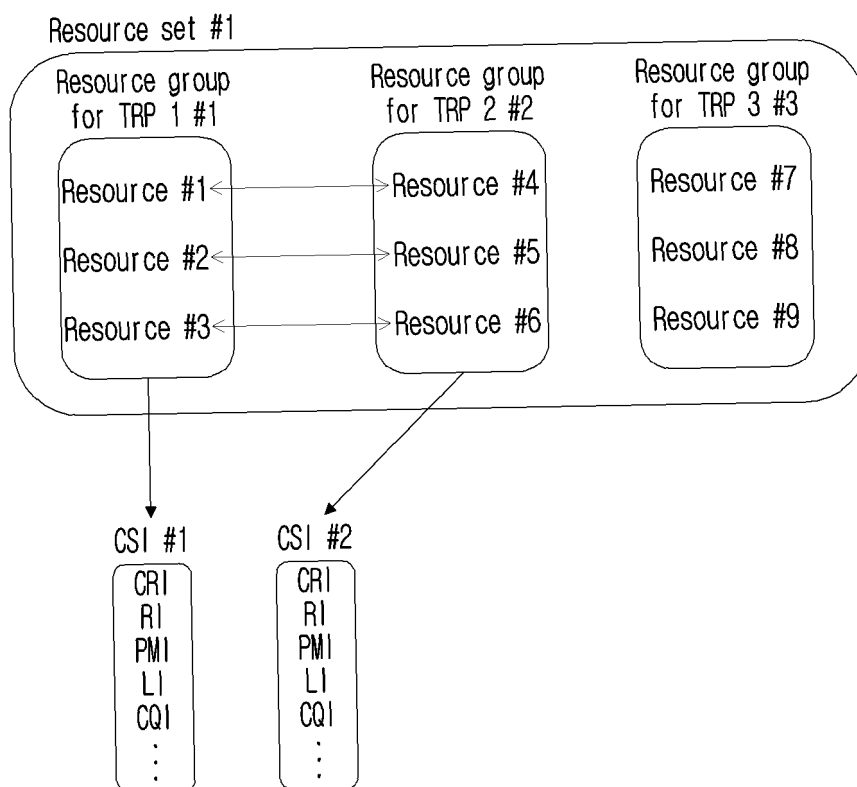 Resource set #1
Resource group
for TRP 1 #1
Resource #1
Resource #2
Resource #3
Resource group
for TRP 2 #2
Resource #4
Resource #5
Resource #6
Resource group
for TRP 3 #3
Resource #7
Resource #8
Resource #9
CSI #1
CRI
RI
PMI
LI
CQI
CSI #2
CRI
RI
PMI
LI
CQI